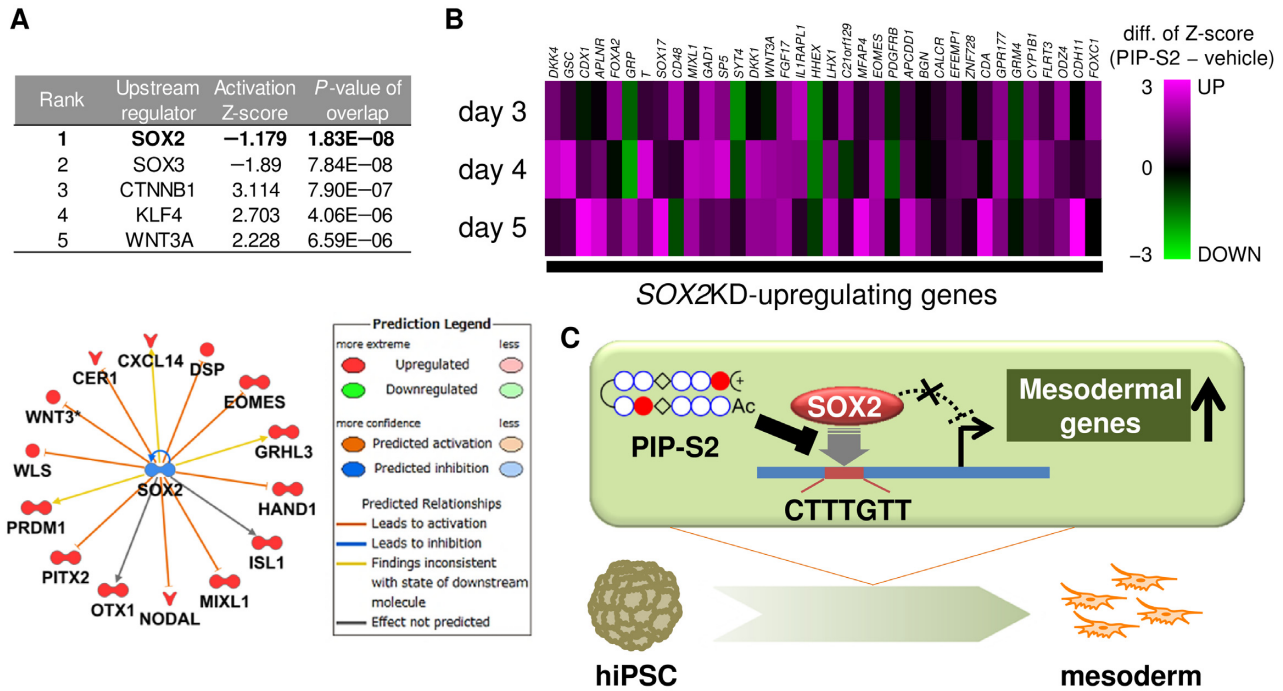 A
Rank Upstream regulator Activation Z-score P-value of overlap
1 SOX2 −1.179 1.83E−08
2 SOX3 −1.89 7.84E−08
3 CTNNB1 3.114 7.90E−07
4 KLF4 2.703 4.06E−06
5 WNT3A 2.228 6.59E−06
CXCL14
DSP
CER1
EOMES
WNT3*
GRHL3
WLS
SOX2
HAND1
PRDM1
ISL1
PITX2
MIXL1
OTX1
NODAL
Prediction Legend
more extreme less
Upregulated
Downregulated
more confidence less
Predicted activation
Predicted inhibition
Predicted Relationships
Leads to activation
Leads to inhibition
Findings inconsistent
with state of downstream
molecule
Effect not predicted
B
DKK4 GSC CDX1 APLNR FOXA2 GRP T SOX17 CD48 MIXL1 GAD1 SP5 SYT4 DKK1 WNT3A FGF17 IL1RAPL1 HHEX LHX1 C21orf129 MFAP4 EOMES PDGFRB APCDD1 BGN CALCR EFEMP1 ZNF728 CDA GPR177 GRM4 CYP1B1 FLRT3 ODZ4 CDH11 FOXC1
day 3
day 4
day 5
SOX2KD-upregulating genes
diff. of Z-score
(PIP-S2 − vehicle)
3 UP
0
−3 DOWN
C
+
Ac
PIP-S2
SOX2
Mesodermal
genes
CTTTGTT
hiPSC
mesoderm